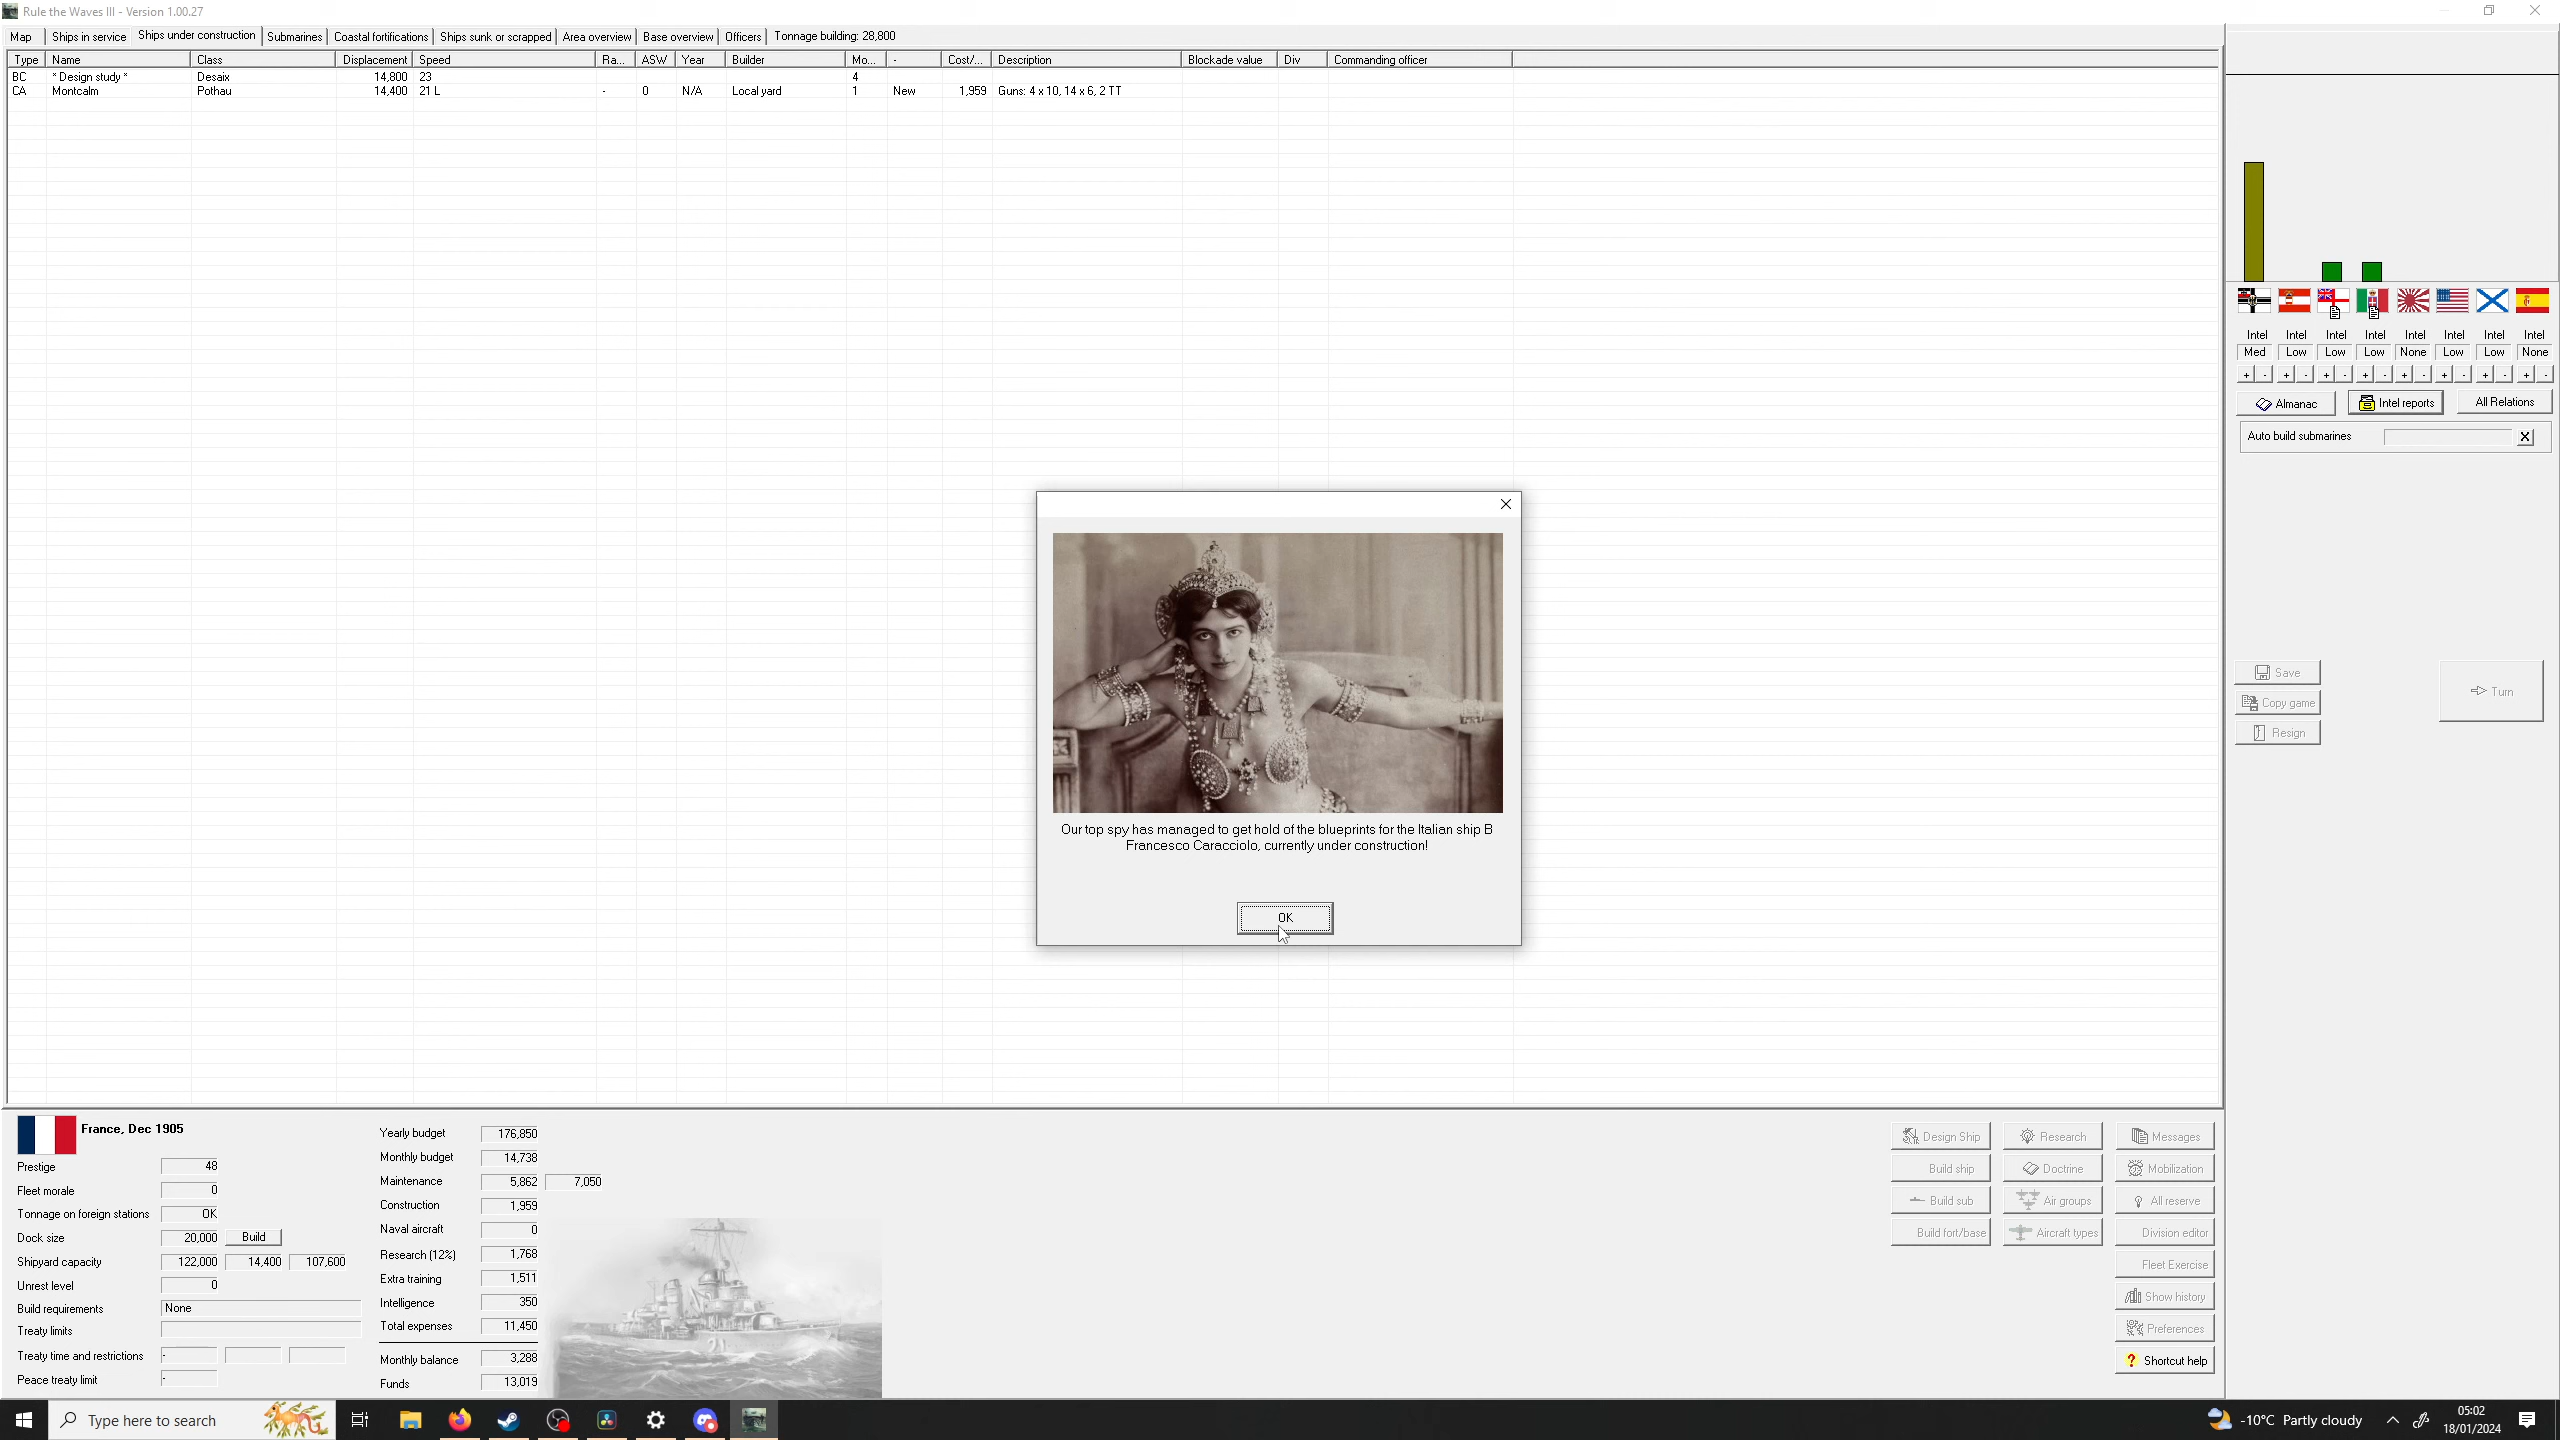 Rule the Waves III - Version 1.00.27
Map Ships in service Ships under construction Submarines Coastal fortifications Ships sunk or scrapped Area overview Base overview Officers Tonnage building: 28,800
Type Name Class Displacement Speed Ra... ASW Year Builder Mo... - Cost/... Description Blockade value Div Commanding officer
BC * Design study * Desaix 14,800 23 4
CA Montcalm Pothau 14,400 21 L - 0 N/A Local yard 1 New 1,959 Guns: 4 x 10, 14 x 6, 2 TT
Intel Intel Intel Intel Intel Intel Intel Intel
Med Low Low Low None Low Low None
+ - + - + - + - + - + - + - + -
Almanac Intel reports All Relations
Auto build submarines X
Our top spy has managed to get hold of the blueprints for the Italian ship B
Francesco Caracciolo, currently under construction!
OK
Save
Copy game
Resign
Turn
France, Dec 1905
Prestige 48
Fleet morale 0
Tonnage on foreign stations OK
Dock size 20,000 Build
Shipyard capacity 122,000 14,400 107,600
Unrest level 0
Build requirements None
Treaty limits
Treaty time and restrictions -
Peace treaty limit -
Yearly budget 176,850
Monthly budget 14,738
Maintenance 5,862 7,050
Construction 1,959
Naval aircraft 0
Research (12%) 1,768
Extra training 1,511
Intelligence 350
Total expenses 11,450
Monthly balance 3,288
Funds 13,019
Design Ship Research Messages
Build ship Doctrine Mobilization
Build sub Air groups All reserve
Build fort/base Aircraft types Division editor
Fleet Exercise
Show history
Preferences
? Shortcut help
Type here to search
-10°C Partly cloudy
05:02
18/01/2024